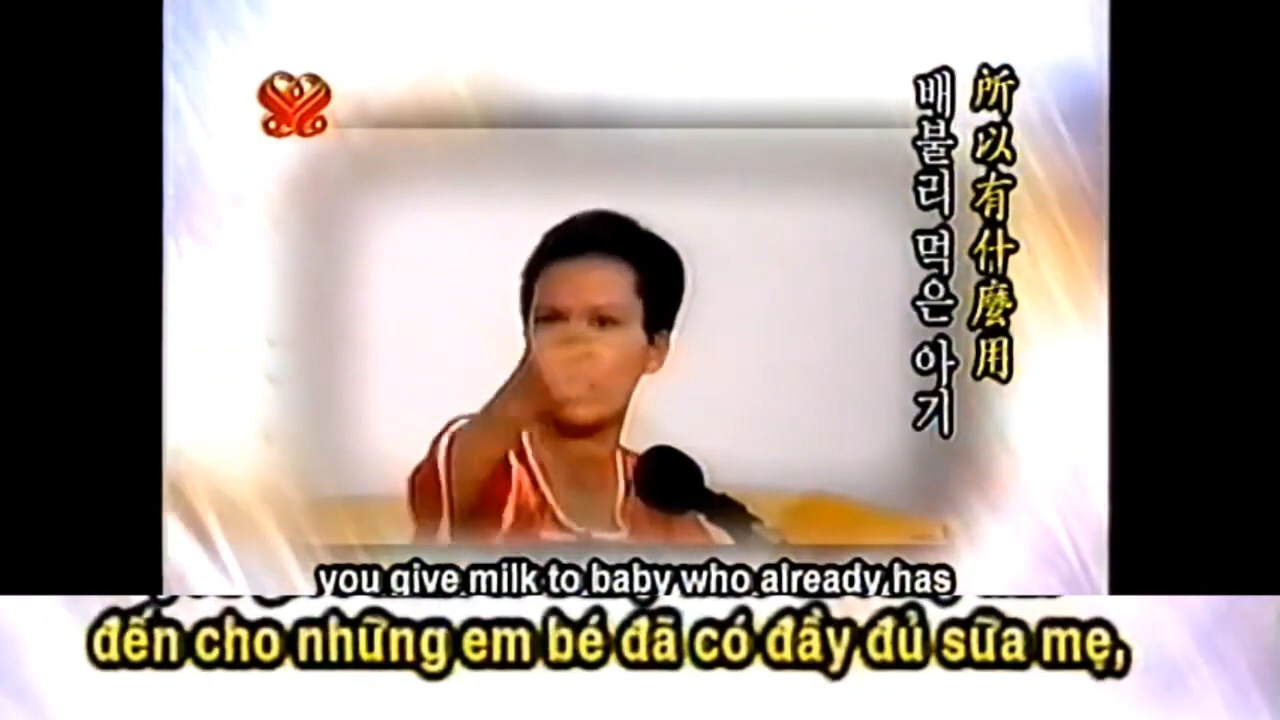 所以有什麼用
배불리 먹은 아기
you give milk to baby who already has
đến cho những em bé đã có đầy đủ sữa mẹ,